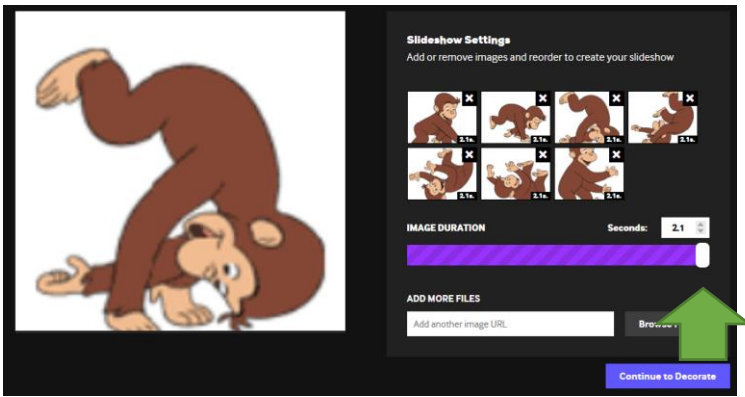 Slideshow Settings
Add or remove images and reorder to create your slideshow
2.1s. 2.1s. 2.1s. 2.1s.
2.1s. 2.1s. 2.1s.
IMAGE DURATION Seconds: 2.1
ADD MORE FILES
Add another image URL
Continue to Decorate